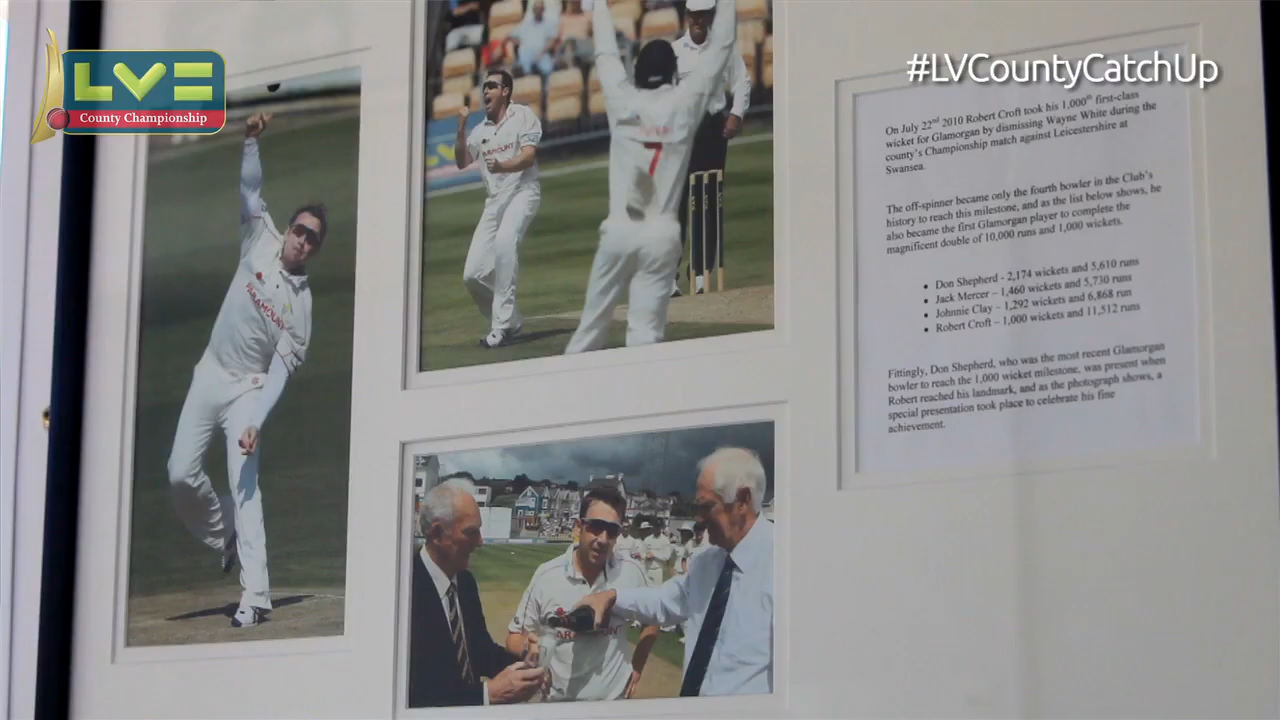 LV=
County Championship
#LVCountyCatchUp
PARAMOUNT
7
On July 22nd 2010 Robert Croft took his 1,000th first-class
wicket for Glamorgan by dismissing Wayne White during the
county's Championship match against Leicestershire at
Swansea.
The off-spinner became only the fourth bowler in the Club's
history to reach this milestone, and as the list below shows, he
also became the first Glamorgan player to complete the
magnificent double of 10,000 runs and 1,000 wickets.
• Don Shepherd - 2,174 wickets and 5,610 runs
• Jack Mercer – 1,460 wickets and 5,730 runs
• Johnnie Clay – 1,292 wickets and 6,868 run
• Robert Croft – 1,000 wickets and 11,512 runs
Fittingly, Don Shepherd, who was the most recent Glamorgan
bowler to reach the 1,000 wicket milestone, was present when
Robert reached his landmark, and as the photograph shows, a
special presentation took place to celebrate his fine
achievement.